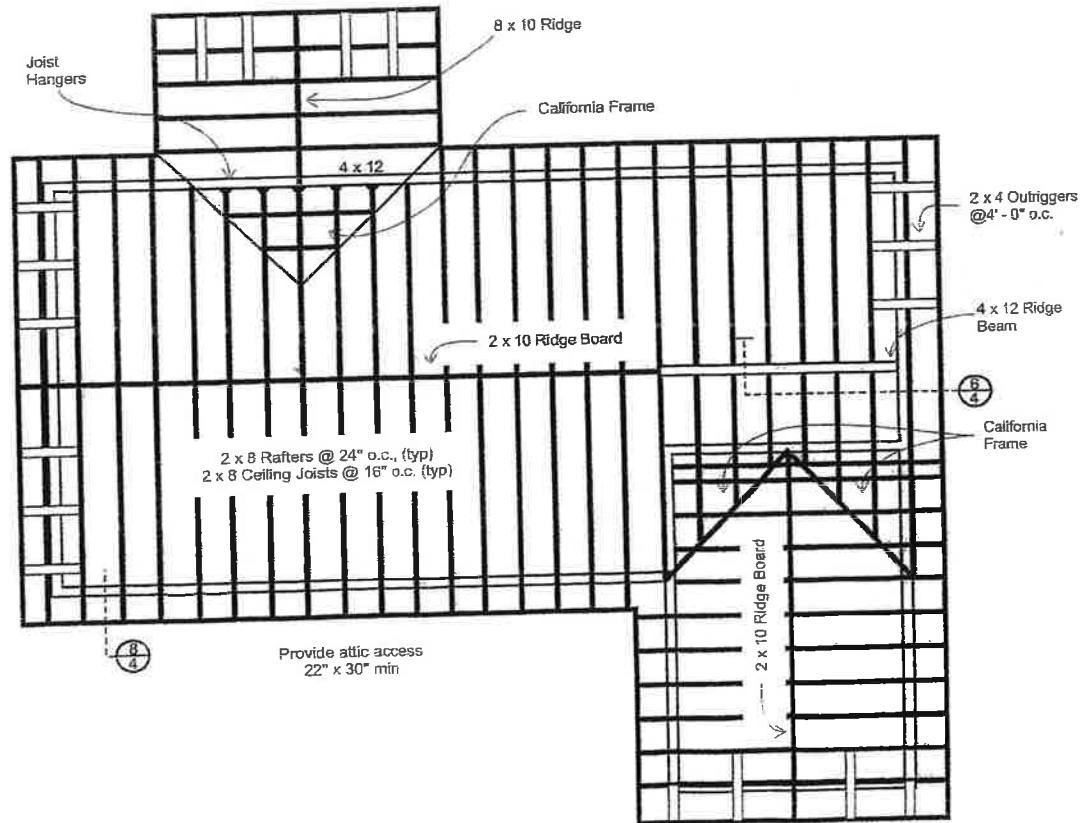 8 x 10 Ridge
Joist
Hangers
California Frame
4 x 12
2 x 4 Outriggers
@4' - 0" o.c.
4 x 12 Ridge
Beam
2 x 10 Ridge Board
6
4
California
Frame
2 x 8 Rafters @ 24" o.c., (typ)
2 x 8 Ceiling Joists @ 16" o.c. (typ)
2 x 10 Ridge Board
8
4
Provide attic access
22" x 30" min